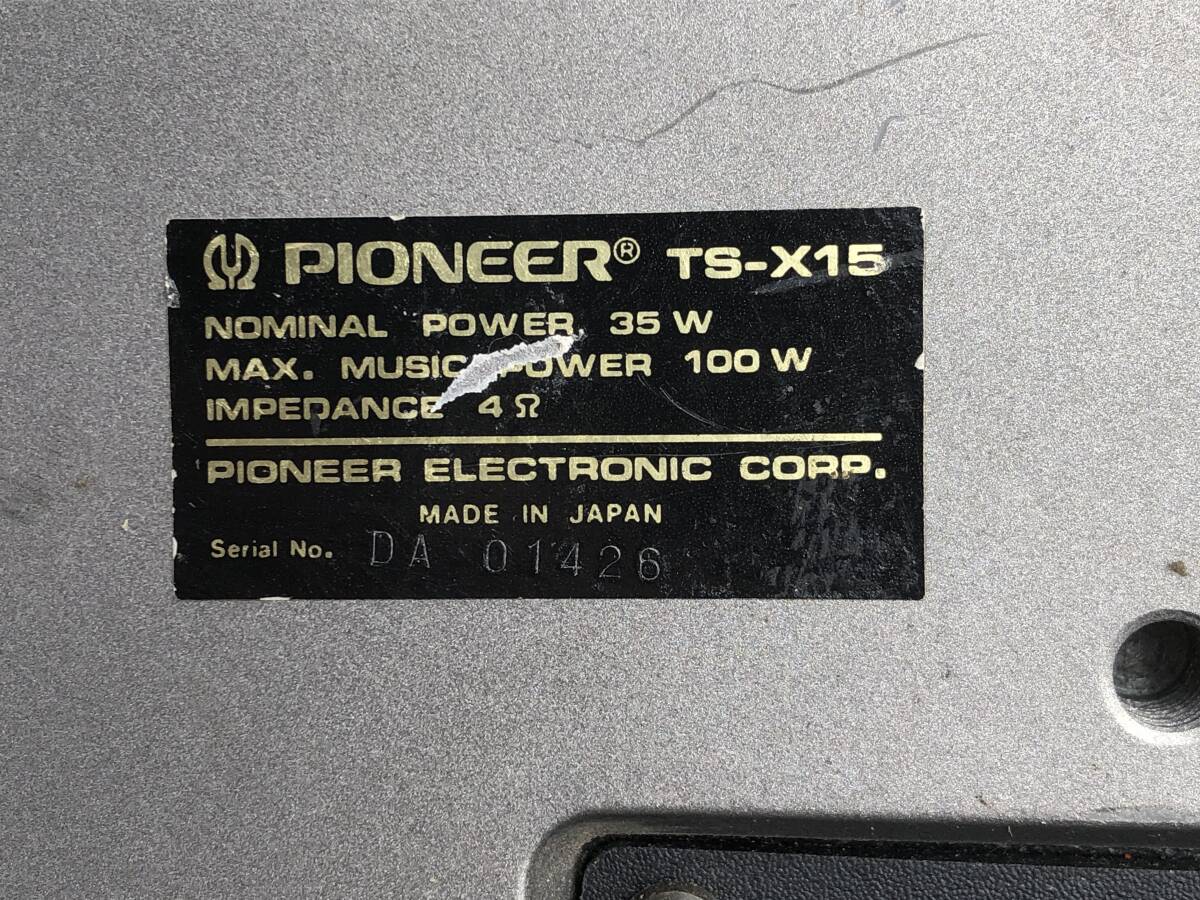 PIONEER® TS-X15
NOMINAL POWER 35 W
MAX. MUSIC POWER 100 W
IMPEDANCE 4Ω
PIONEER ELECTRONIC CORP.
MADE IN JAPAN
Serial No. DA 01426